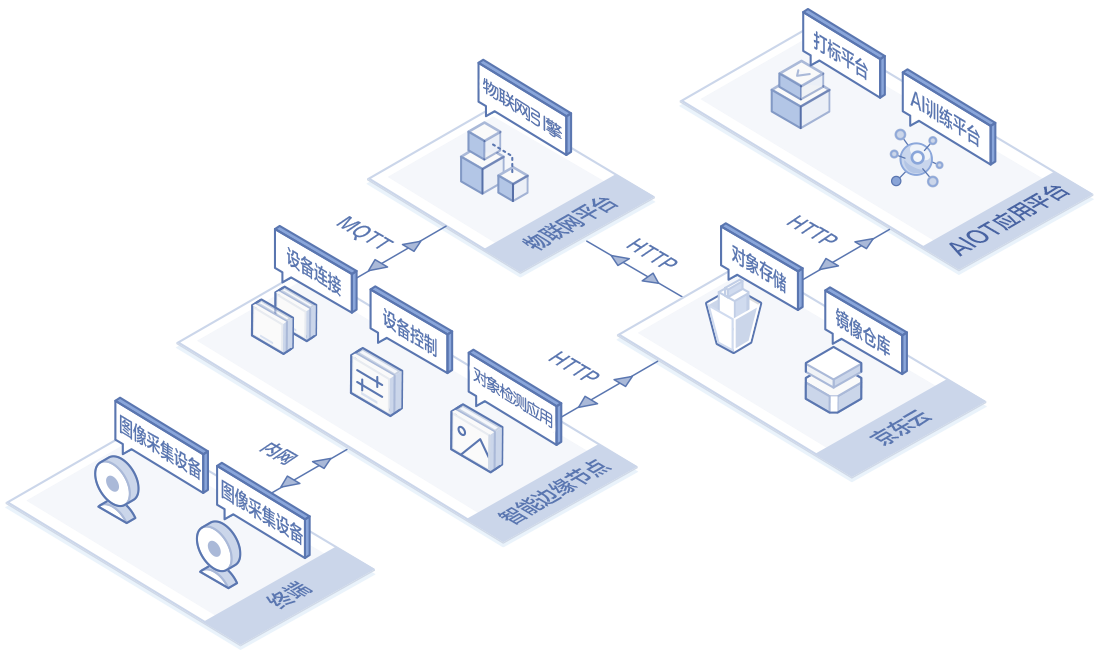 打标平台
AI训练平台
AIOT应用平台
物联网引擎
物联网平台
MQTT
HTTP
HTTP
设备连接
设备控制
对象检测应用
智能边缘节点
HTTP
对象存储
镜像仓库
京东云
图像采集设备
图像采集设备
内网
终端